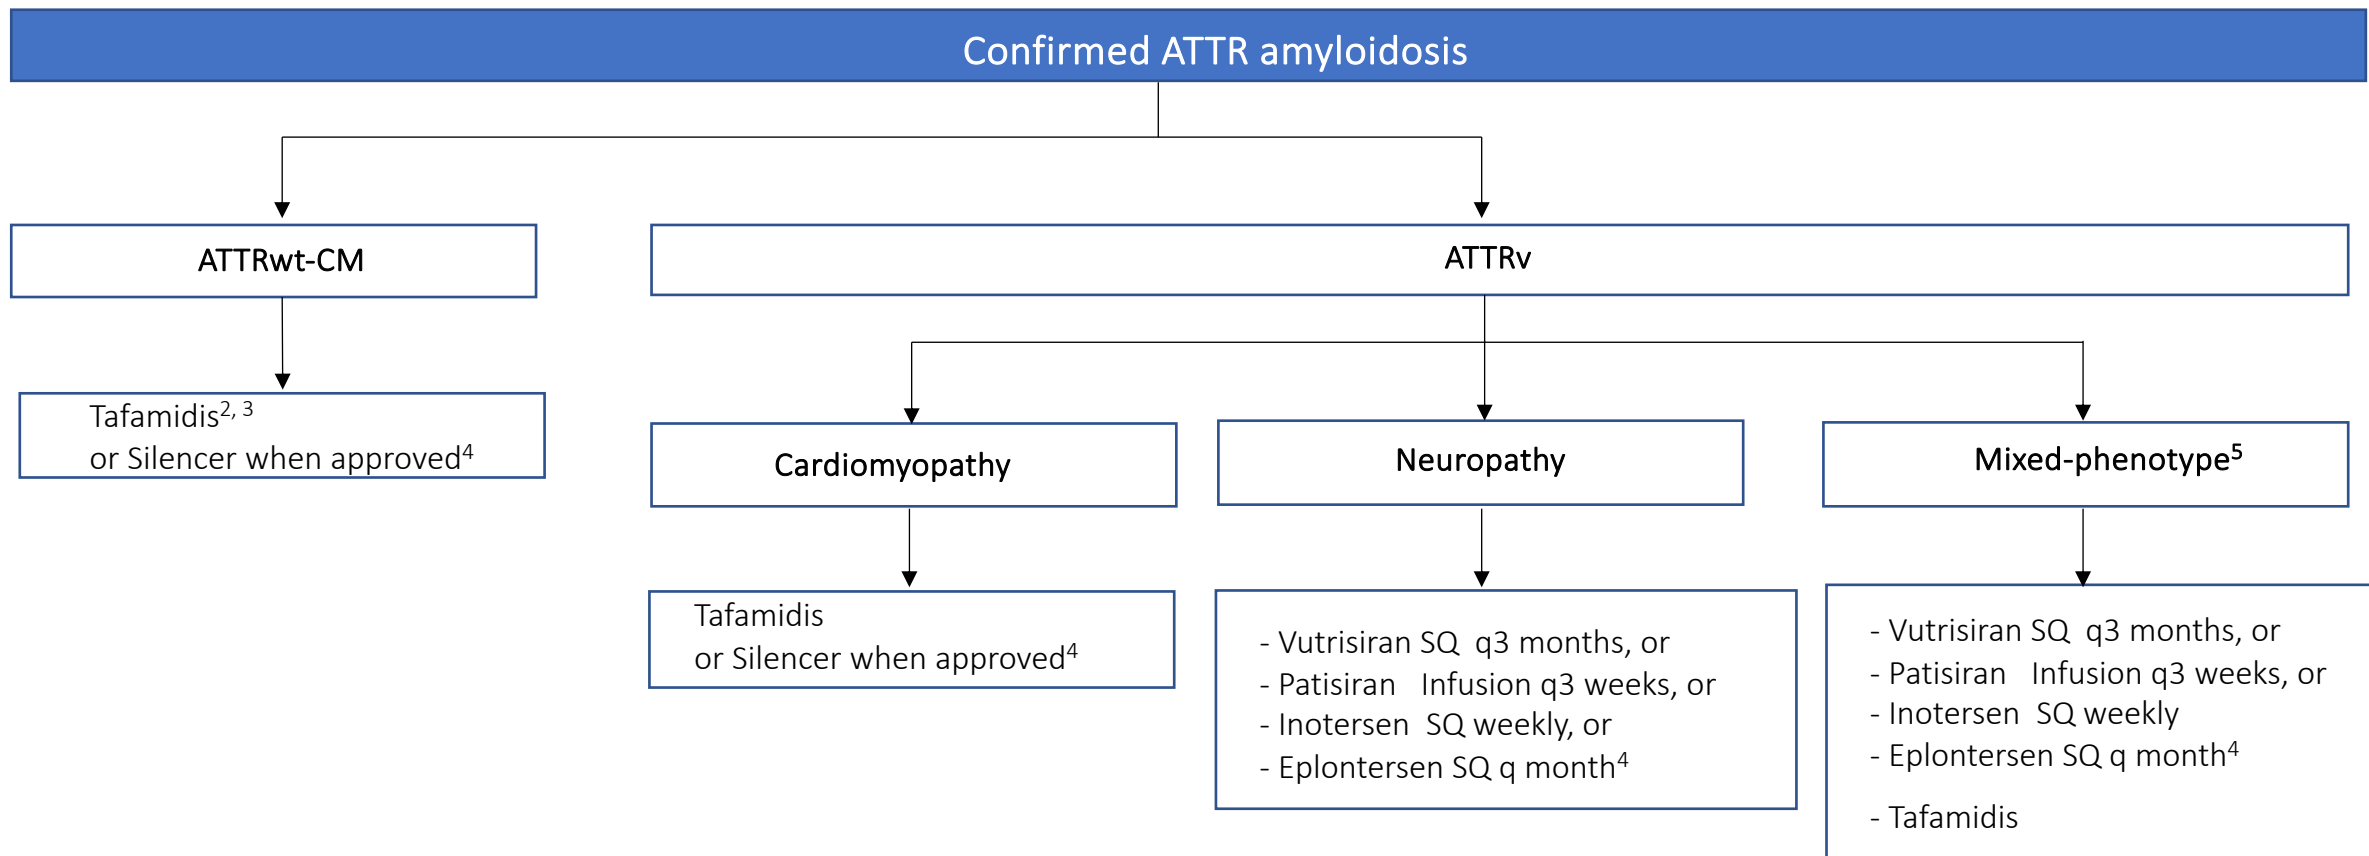 Confirmed ATTR amyloidosis
ATTRwt-CM
ATTRv
Tafamidis2, 3
or Silencer when approved4
Cardiomyopathy
Neuropathy
Mixed-phenotype5
Tafamidis
or Silencer when approved4
- Vutrisiran SQ q3 months, or
- Patisiran Infusion q3 weeks, or
- Inotersen SQ weekly, or
- Eplontersen SQ q month4
- Vutrisiran SQ q3 months, or
- Patisiran Infusion q3 weeks, or
- Inotersen SQ weekly
- Eplontersen SQ q month4
- Tafamidis